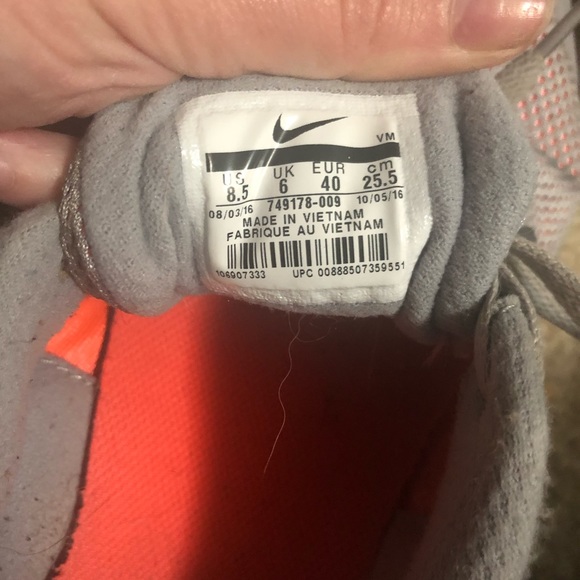 VM
US UK EUR cm
8.5 6 40 25.5
08/03/16 749178-009 10/05/16
MADE IN VIETNAM
FABRIQUE AU VIETNAM
106907333 UPC 00888507359551